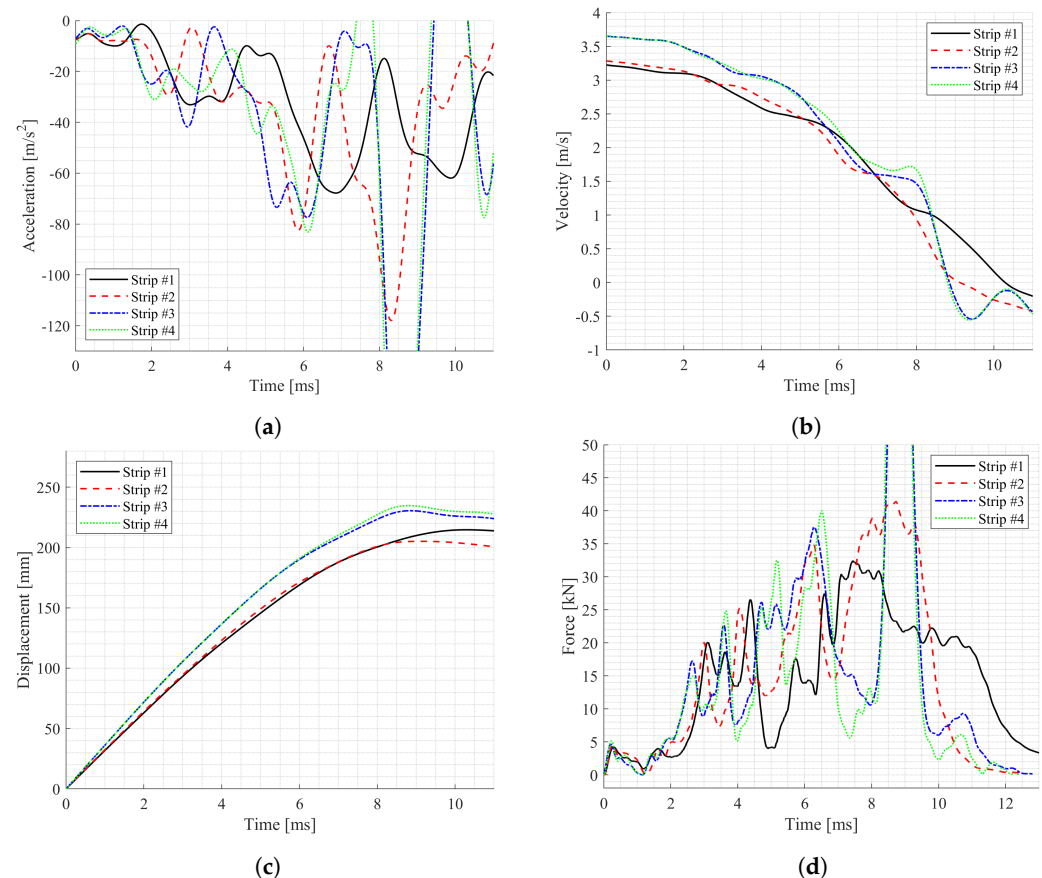 0
-20
-40
-60
-80
-100
-120
Acceleration [m/s²]
Strip #1
Strip #2
Strip #3
Strip #4
0 2 4 6 8 10
Time [ms]
(a)
4
3.5
3
2.5
2
1.5
1
0.5
0
-0.5
-1
Velocity [m/s]
Strip #1
Strip #2
Strip #3
Strip #4
0 2 4 6 8 10
Time [ms]
(b)
250
200
150
100
50
0
Displacement [mm]
Strip #1
Strip #2
Strip #3
Strip #4
0 2 4 6 8 10
Time [ms]
(c)
50
45
40
35
30
25
20
15
10
5
0
Force [kN]
Strip #1
Strip #2
Strip #3
Strip #4
0 2 4 6 8 10 12
Time [ms]
(d)